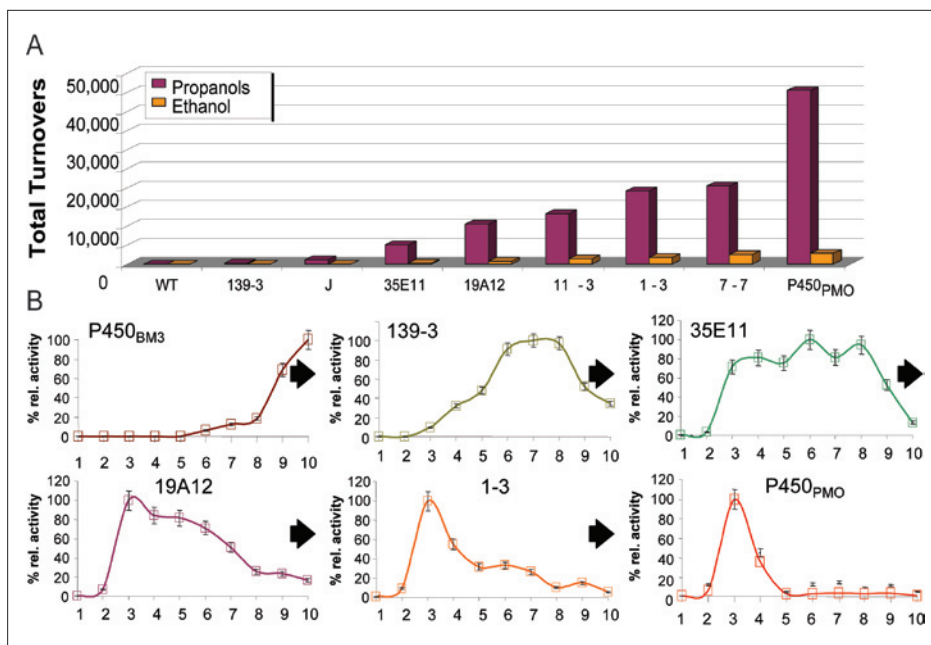 A
Total Turnovers
50,000
40,000
30,000
20,000
10,000
0
Propanols
Ethanol
WT 139-3 J 35E11 19A12 11 - 3 1 - 3 7 - 7 P450PMO
B
P450BM3
% rel. activity
100
80
60
40
20
0
1 2 3 4 5 6 7 8 9 10
139-3
% rel. activity
100
80
60
40
20
0
1 2 3 4 5 6 7 8 9 10
35E11
% rel. activity
120
100
80
60
40
20
0
1 2 3 4 5 6 7 8 9 10
19A12
% rel. activity
120
100
80
60
40
20
0
1 2 3 4 5 6 7 8 9 10
1-3
% rel. activity
120
100
80
60
40
20
0
1 2 3 4 5 6 7 8 9 10
P450PMO
% rel. activity
120
100
80
60
40
20
0
1 2 3 4 5 6 7 8 9 10